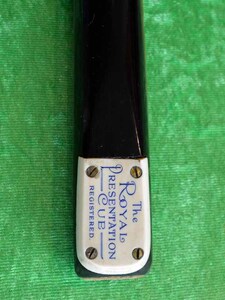 The
ROYAL
PRESENTATION
CUE
REGISTERED.